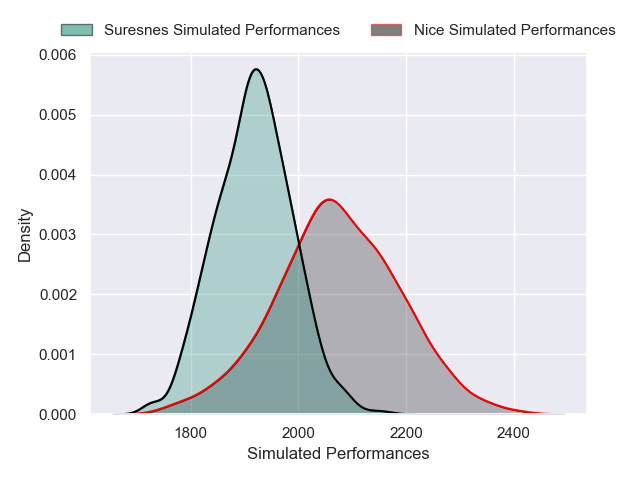 Suresnes Simulated Performances
Nice Simulated Performances
0.006
0.005
0.004
0.003
0.002
0.001
0.000
Density
1800
2000
2200
2400
Simulated Performances